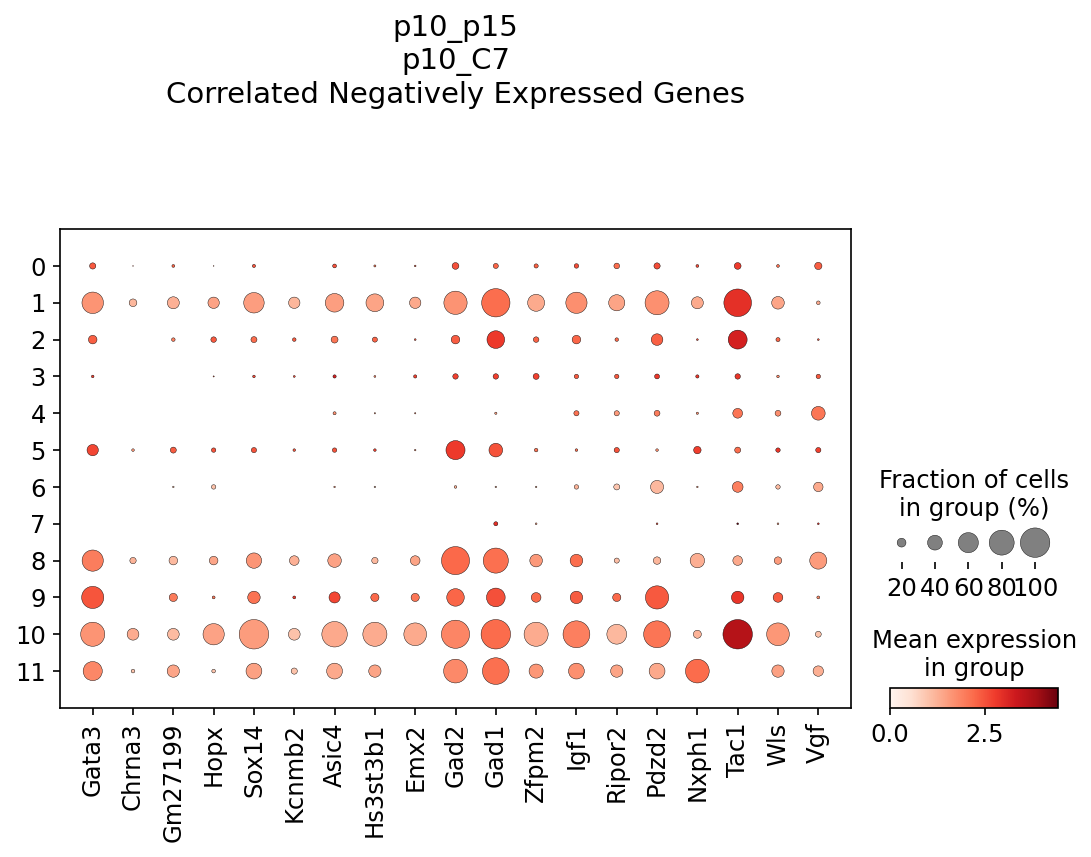 p10_p15
p10_C7
Correlated Negatively Expressed Genes
0
1
2
3
4
5
6
7
8
9
10
11
Gata3
Chrna3
Gm27199
Hopx
Sox14
Kcnmb2
Asic4
Hs3st3b1
Emx2
Gad2
Gad1
Zfpm2
Igf1
Ripor2
Pdzd2
Nxph1
Tac1
Wls
Vgf
Fraction of cells
in group (%)
20 40 60 80 100
Mean expression
in group
0.0 2.5